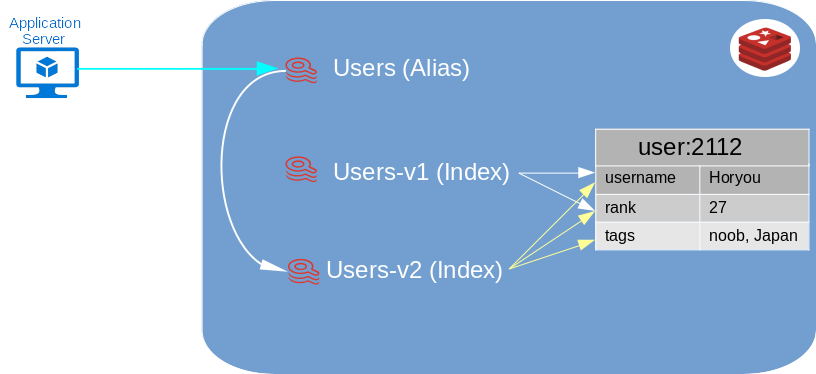 Application
Server
Users (Alias)
Users-v1 (Index)
Users-v2 (Index)
user:2112
username Horyou
rank 27
tags noob, Japan